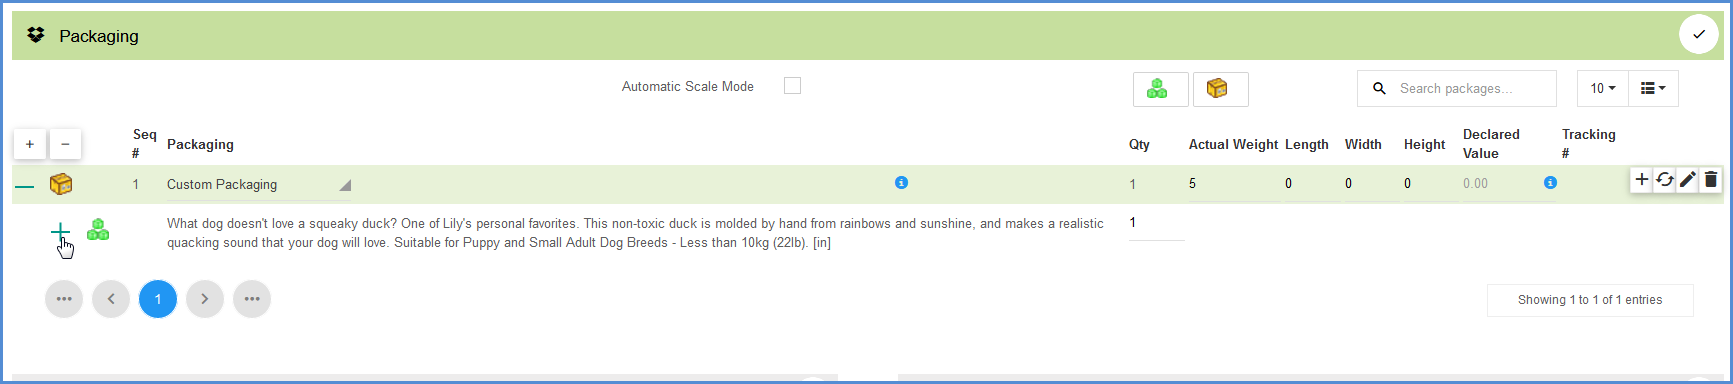 Packaging
Automatic Scale Mode
Search packages...
10
+ −
Seq
#
Packaging
Qty
Actual Weight
Length
Width
Height
Declared
Value
Tracking
#
1
Custom Packaging
1
5
0
0
0
0.00
What dog doesn't love a squeaky duck? One of Lily's personal favorites. This non-toxic duck is molded by hand from rainbows and sunshine, and makes a realistic
quacking sound that your dog will love. Suitable for Puppy and Small Adult Dog Breeds - Less than 10kg (22lb). [in]
1
1
Showing 1 to 1 of 1 entries